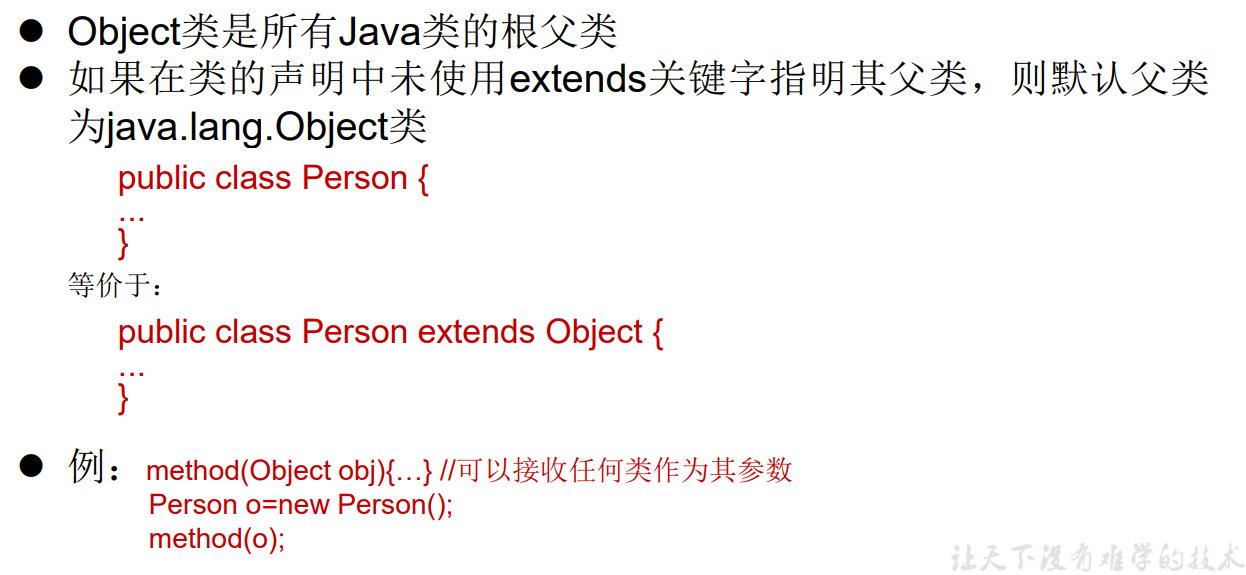 ● Object类是所有Java类的根父类
● 如果在类的声明中未使用extends关键字指明其父类，则默认父类
为java.lang.Object类
public class Person {
...
}
等价于：
public class Person extends Object {
...
}
● 例：method(Object obj){…} //可以接收任何类作为其参数
Person o=new Person();
method(o);
让天下没有难学的技术